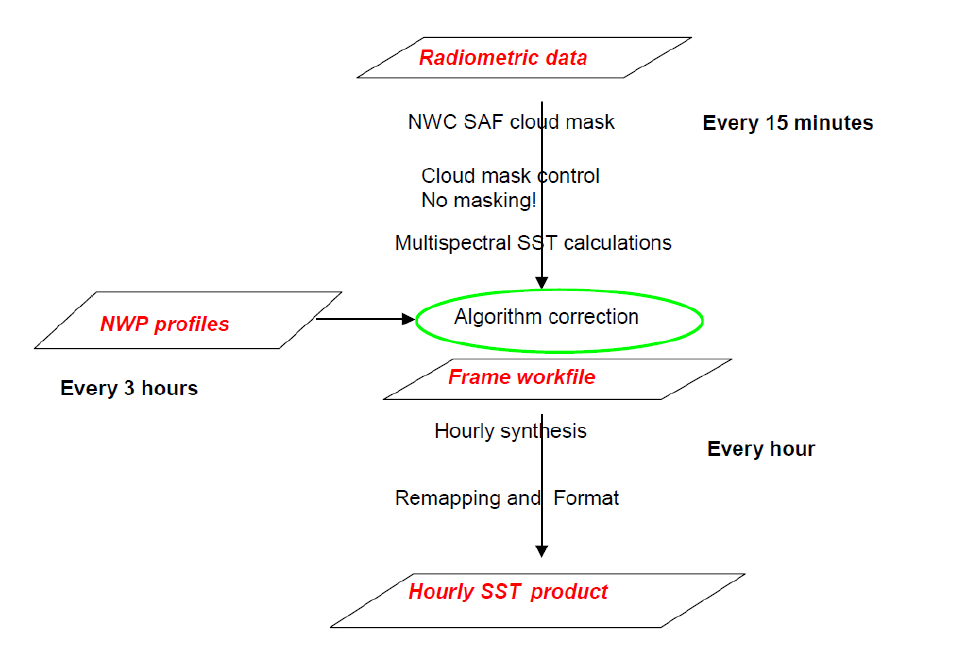 Radiometric data
NWC SAF cloud mask
Every 15 minutes
Cloud mask control
No masking!
Multispectral SST calculations
NWP profiles
Algorithm correction
Every 3 hours
Frame workfile
Hourly synthesis
Every hour
Remapping and Format
Hourly SST product